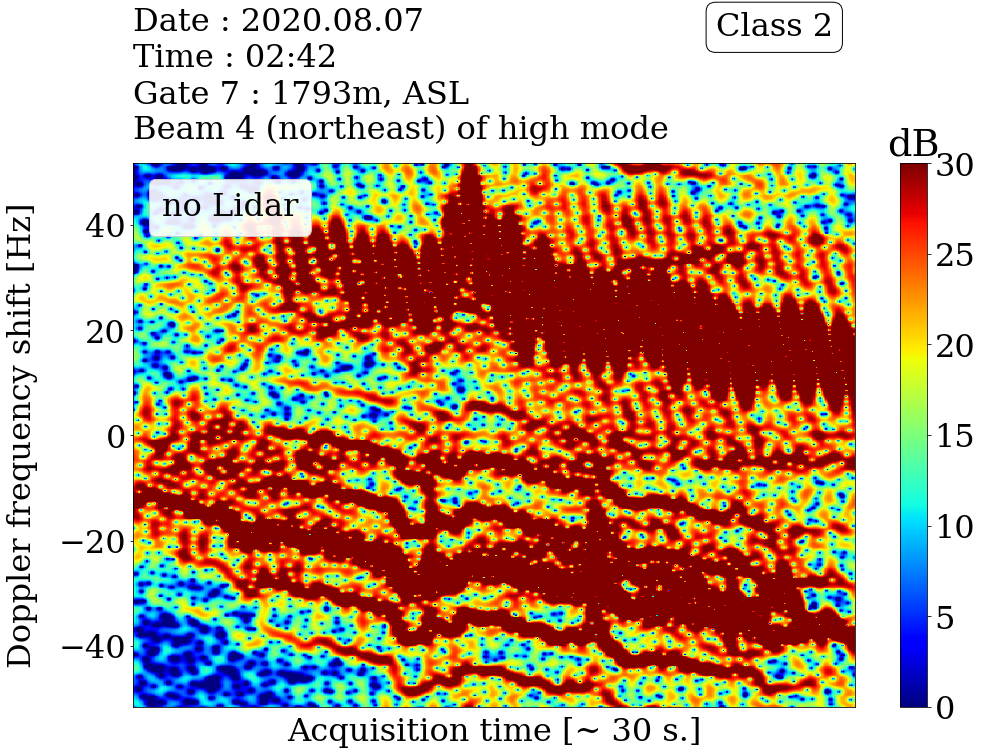 Date : 2020.08.07
Time : 02:42
Gate 7 : 1793m, ASL
Beam 4 (northeast) of high mode
Class 2
dB
no Lidar
Doppler frequency shift [Hz]
40
20
0
−20
−40
30
25
20
15
10
5
0
Acquisition time [~ 30 s.]